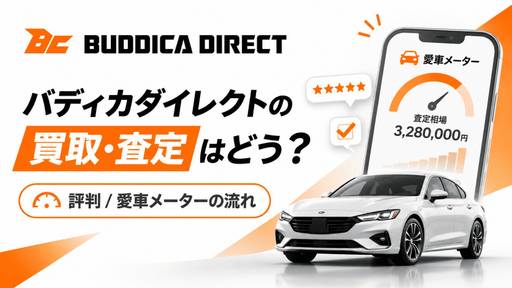 BC BUDDICA DIRECT
バディカダイレクトの
買取・査定はどう？
評判 / 愛車メーターの流れ
愛車メーター
査定相場
3,280,000円